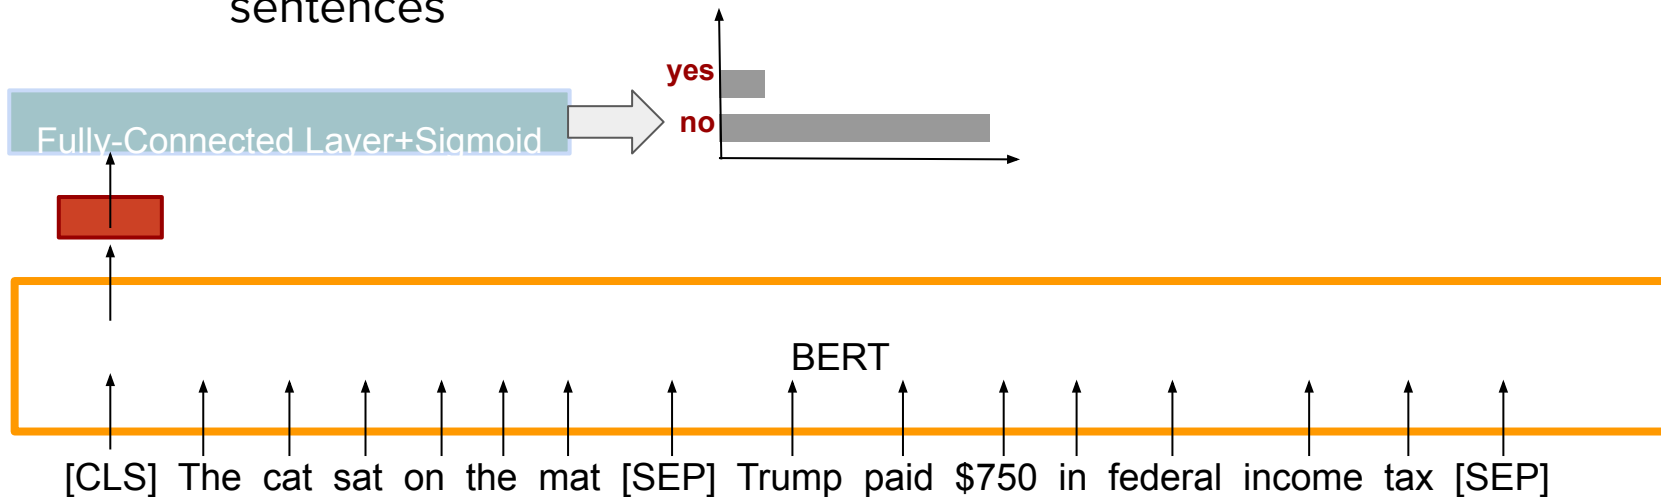 sentences
yes
no
Fully-Connected Layer+Sigmoid
BERT
[CLS] The cat sat on the mat [SEP] Trump paid $750 in federal income tax [SEP]